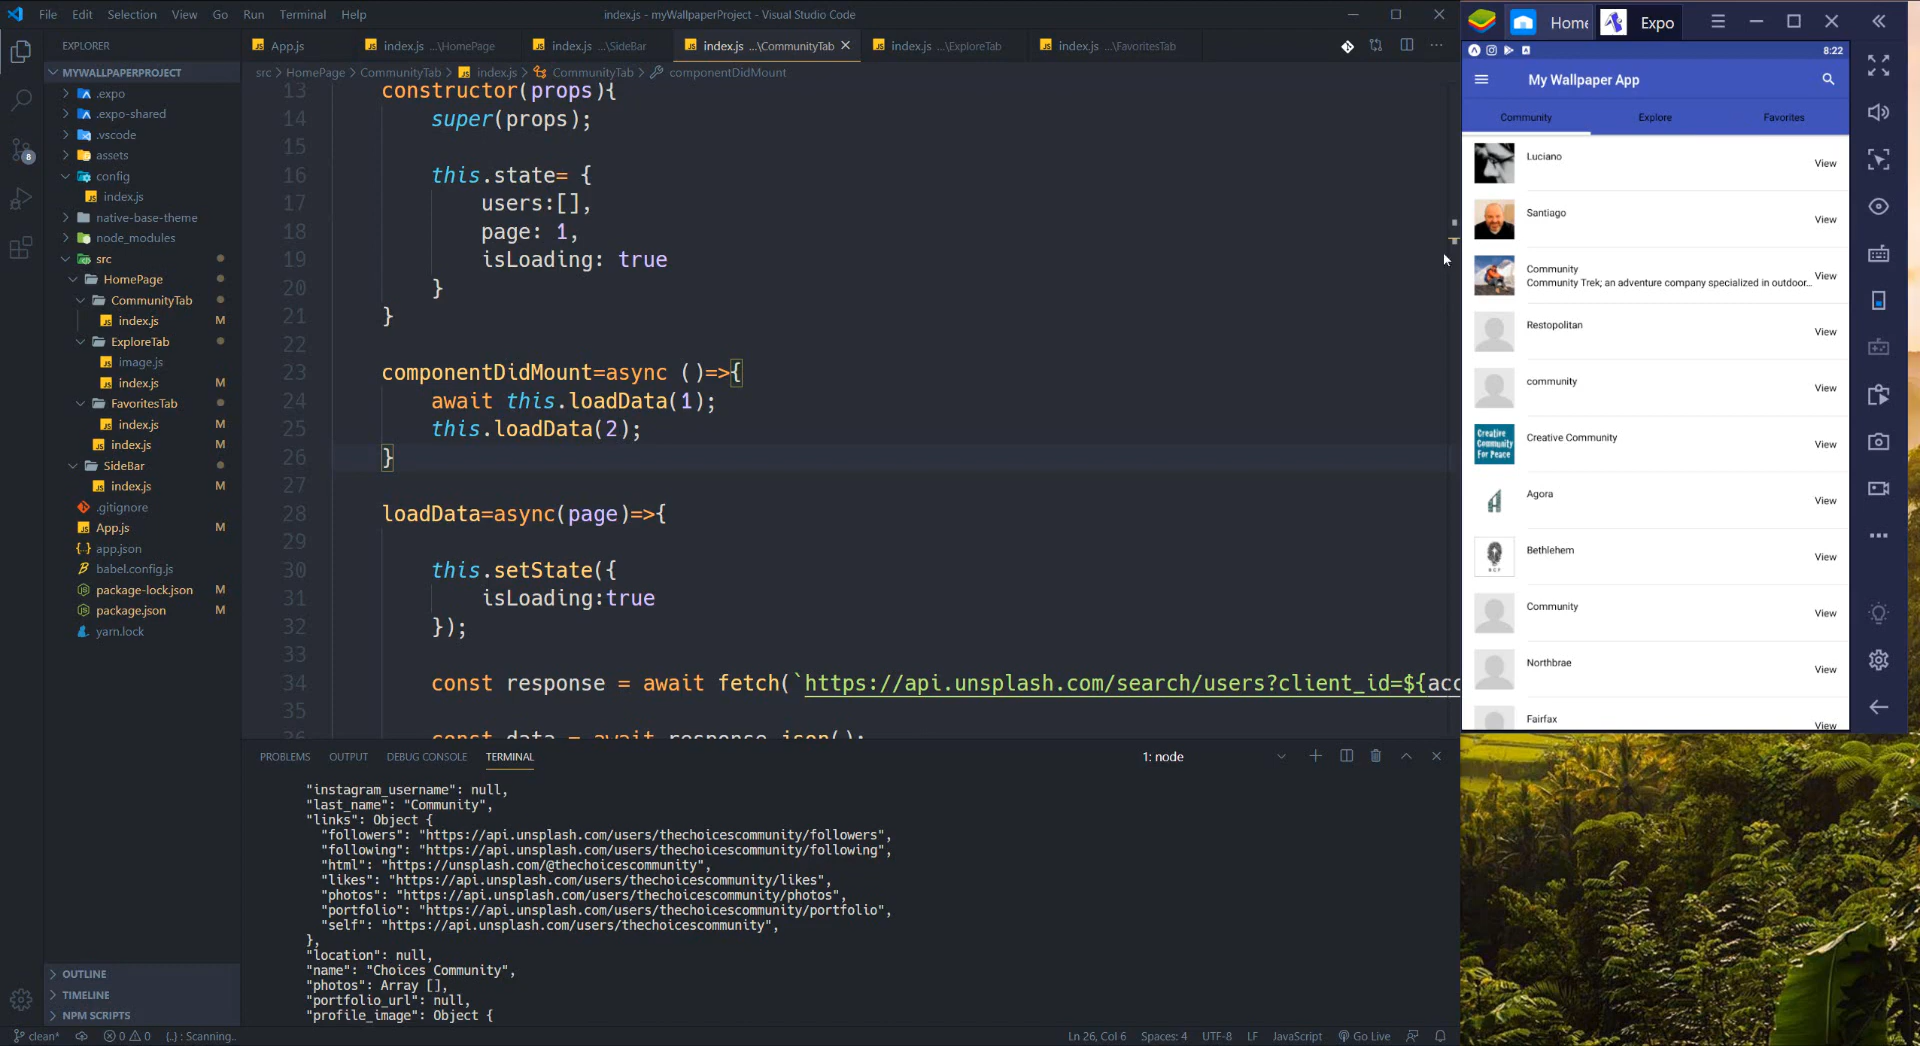 File Edit Selection View Go Run Terminal Help
index.js - myWallpaperProject - Visual Studio Code
EXPLORER
MYWALLPAPERPROJECT
.expo
.expo-shared
.vscode
assets
config
index.js
native-base-theme
node_modules
src
HomePage
CommunityTab
index.js M
ExploreTab
image.js
index.js M
FavoritesTab
index.js M
index.js M
SideBar
index.js M
.gitignore
App.js M
app.json
babel.config.js
package-lock.json M
package.json M
yarn.lock
OUTLINE
TIMELINE
NPM SCRIPTS
App.js
index.js ...\HomePage
index.js ...\SideBar
index.js ...\CommunityTab
index.js ...\ExploreTab
index.js ...\FavoritesTab
src > HomePage > CommunityTab > index.js > CommunityTab > componentDidMount
13 constructor(props){
14 super(props);
15
16 this.state= {
17 users:[],
18 page: 1,
19 isLoading: true
20 }
21 }
22
23 componentDidMount=async ()=>{
24 await this.loadData(1);
25 this.loadData(2);
26 }
27
28 loadData=async(page)=>{
29
30 this.setState({
31 isLoading:true
32 });
33
34 const response = await fetch(`https://api.unsplash.com/search/users?client_id=${acc
35
36 const data = await response.json();
PROBLEMS OUTPUT DEBUG CONSOLE TERMINAL
1: node
"instagram_username": null,
"last_name": "Community",
"links": Object {
"followers": "https://api.unsplash.com/users/thechoicescommunity/followers",
"following": "https://api.unsplash.com/users/thechoicescommunity/following",
"html": "https://unsplash.com/@thechoicescommunity",
"likes": "https://api.unsplash.com/users/thechoicescommunity/likes",
"photos": "https://api.unsplash.com/users/thechoicescommunity/photos",
"portfolio": "https://api.unsplash.com/users/thechoicescommunity/portfolio",
"self": "https://api.unsplash.com/users/thechoicescommunity",
},
"location": null,
"name": "Choices Community",
"photos": Array [],
"portfolio_url": null,
"profile_image": Object {
8
clean* 0 0 {..} : Scanning..
Ln 26, Col 6 Spaces: 4 UTF-8 LF JavaScript Go Live
Home Expo
8:22
My Wallpaper App
Community Explore Favorites
Luciano View
Santiago View
Community
Community Trek; an adventure company specialized in outdoor... View
Restopolitan View
community View
Creative Community For Peace
Creative Community View
Agora View
BCF
Bethlehem View
Community View
Northbrae View
Fairfax View